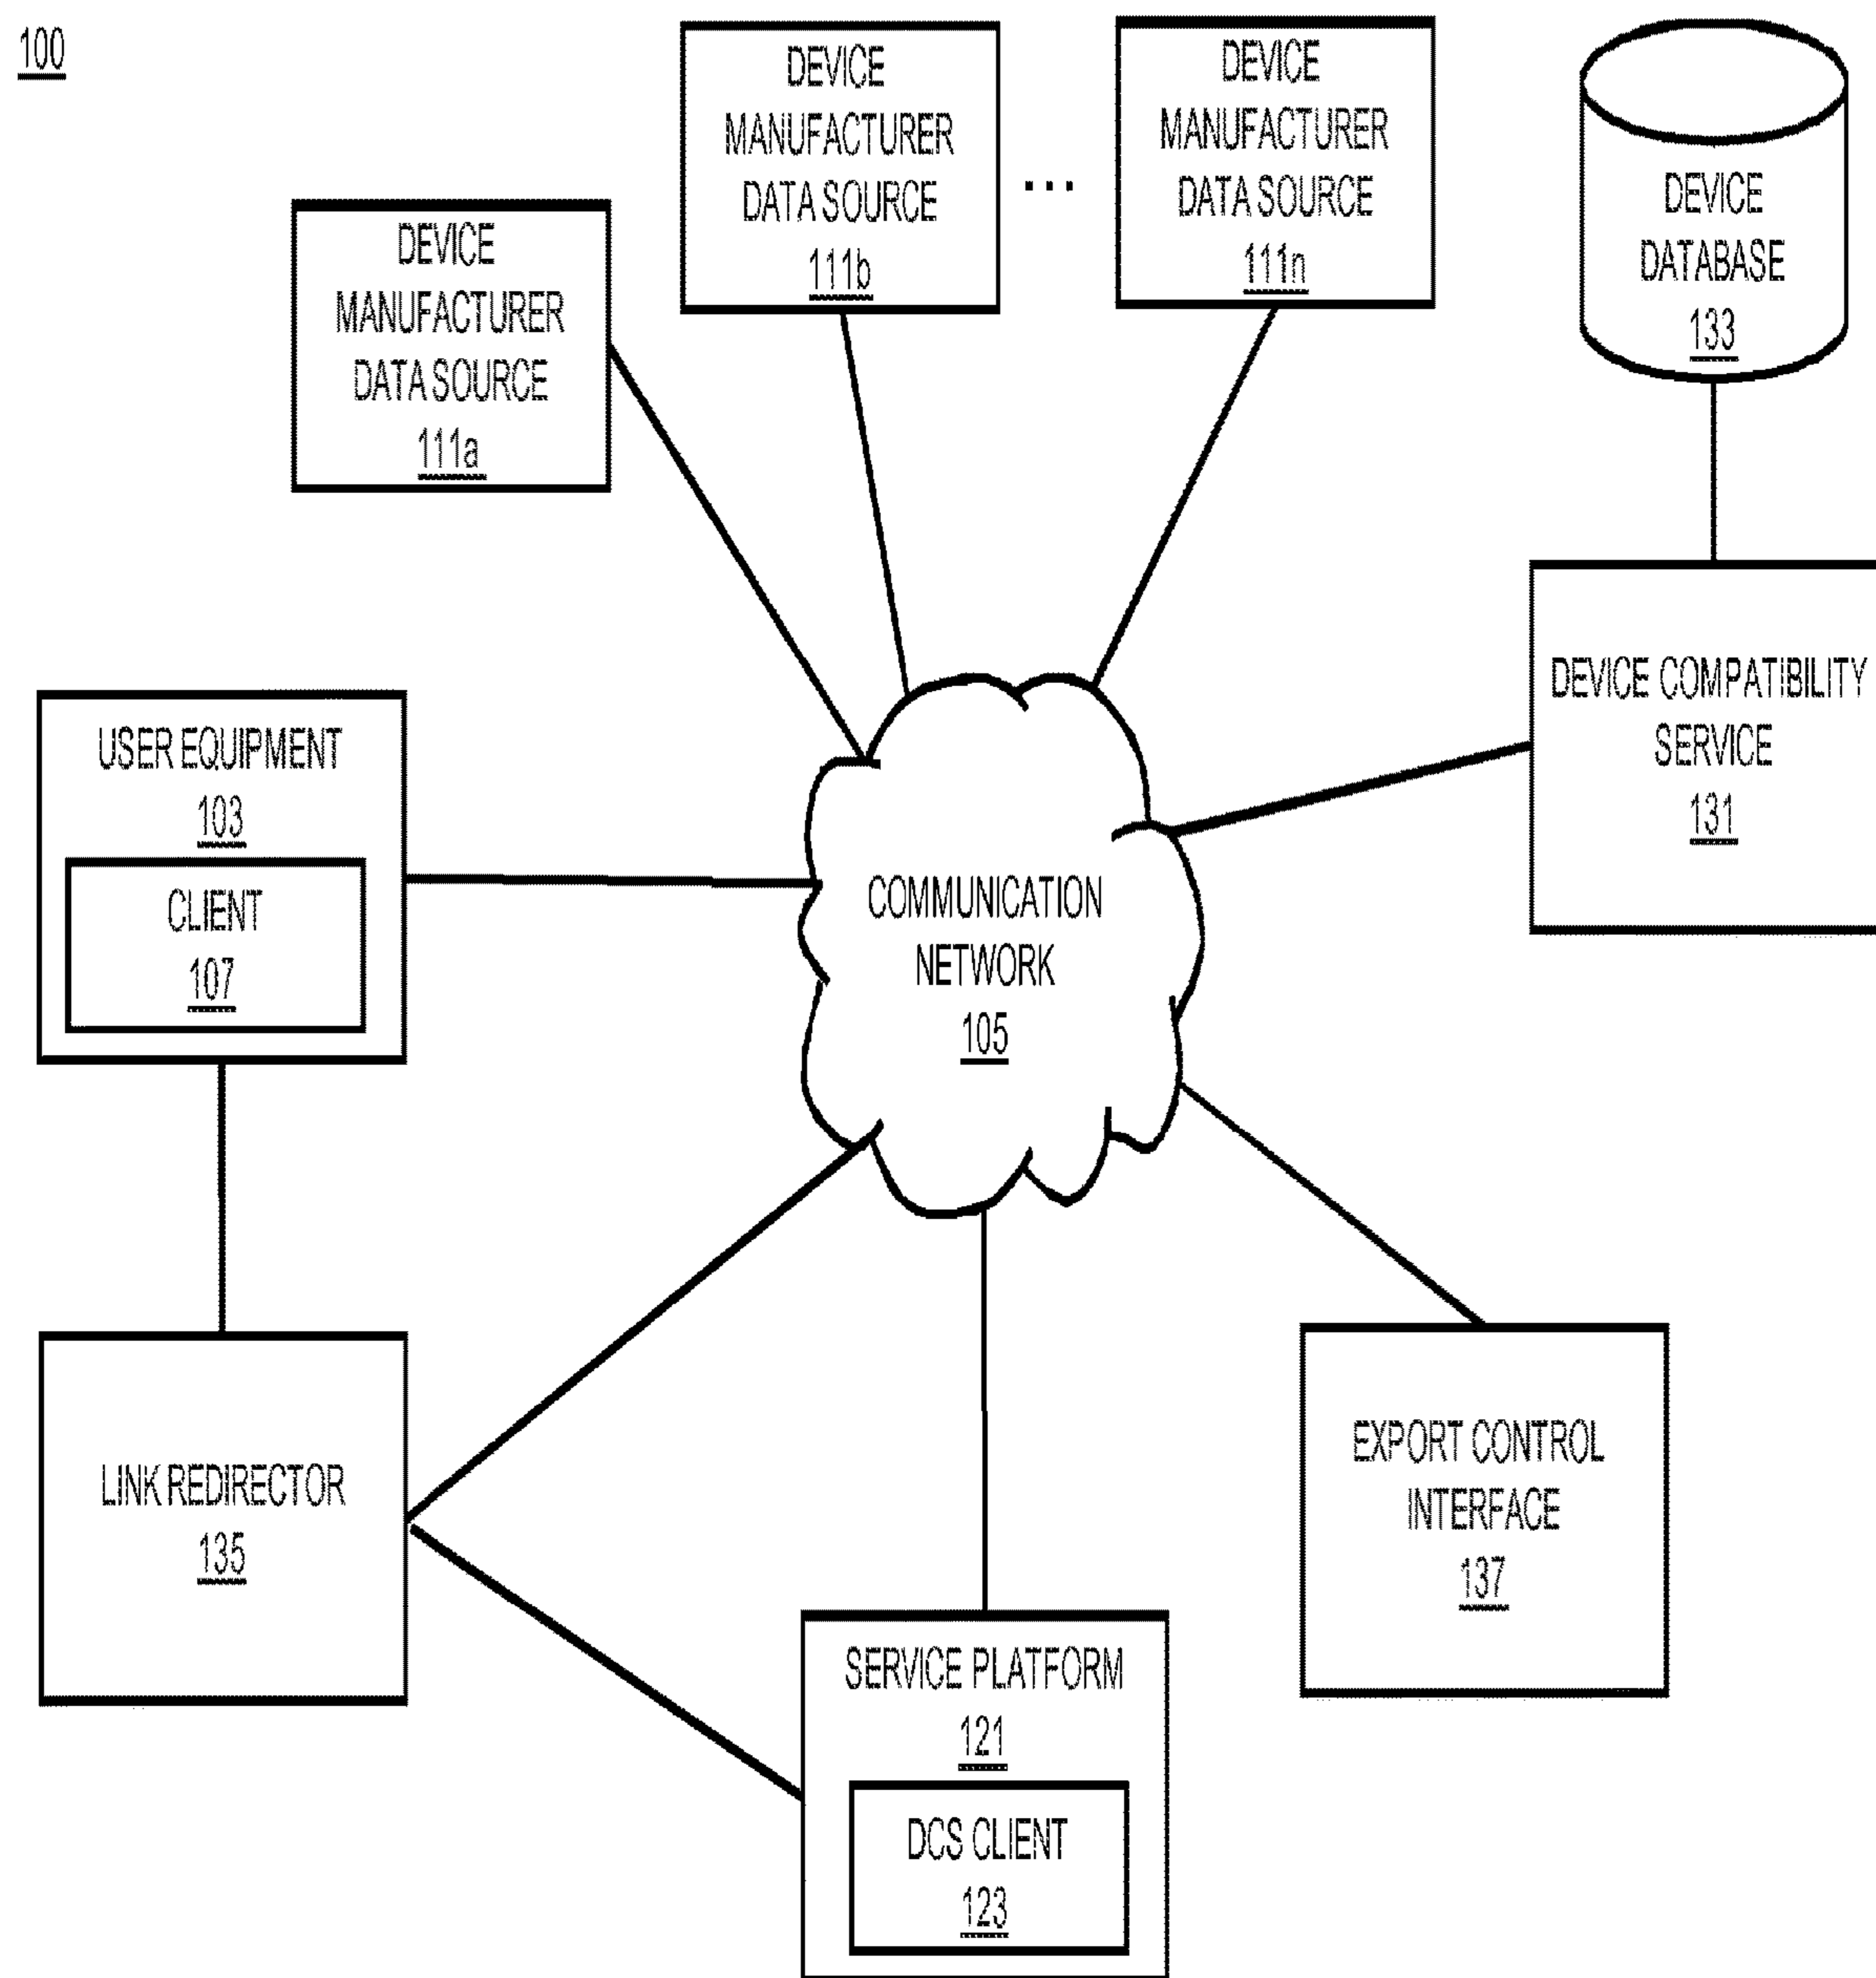 100
DEVICE
MANUFACTURER
DATA SOURCE
111a
DEVICE
MANUFACTURER
DATA SOURCE
111b
...
DEVICE
MANUFACTURER
DATA SOURCE
111n
DEVICE
DATABASE
133
DEVICE COMPATIBILITY
SERVICE
131
USER EQUIPMENT
103
CLIENT
107
COMMUNICATION
NETWORK
105
LINK REDIRECTOR
135
EXPORT CONTROL
INTERFACE
137
SERVICE PLATFORM
121
DCS CLIENT
123